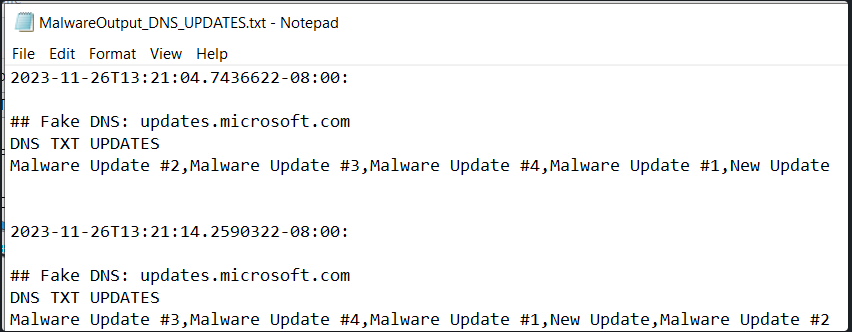 MalwareOutput_DNS_UPDATES.txt - Notepad
File Edit Format View Help
2023-11-26T13:21:04.7436622-08:00:
## Fake DNS: updates.microsoft.com
DNS TXT UPDATES
Malware Update #2,Malware Update #3,Malware Update #4,Malware Update #1,New Update
2023-11-26T13:21:14.2590322-08:00:
## Fake DNS: updates.microsoft.com
DNS TXT UPDATES
Malware Update #3,Malware Update #4,Malware Update #1,New Update,Malware Update #2